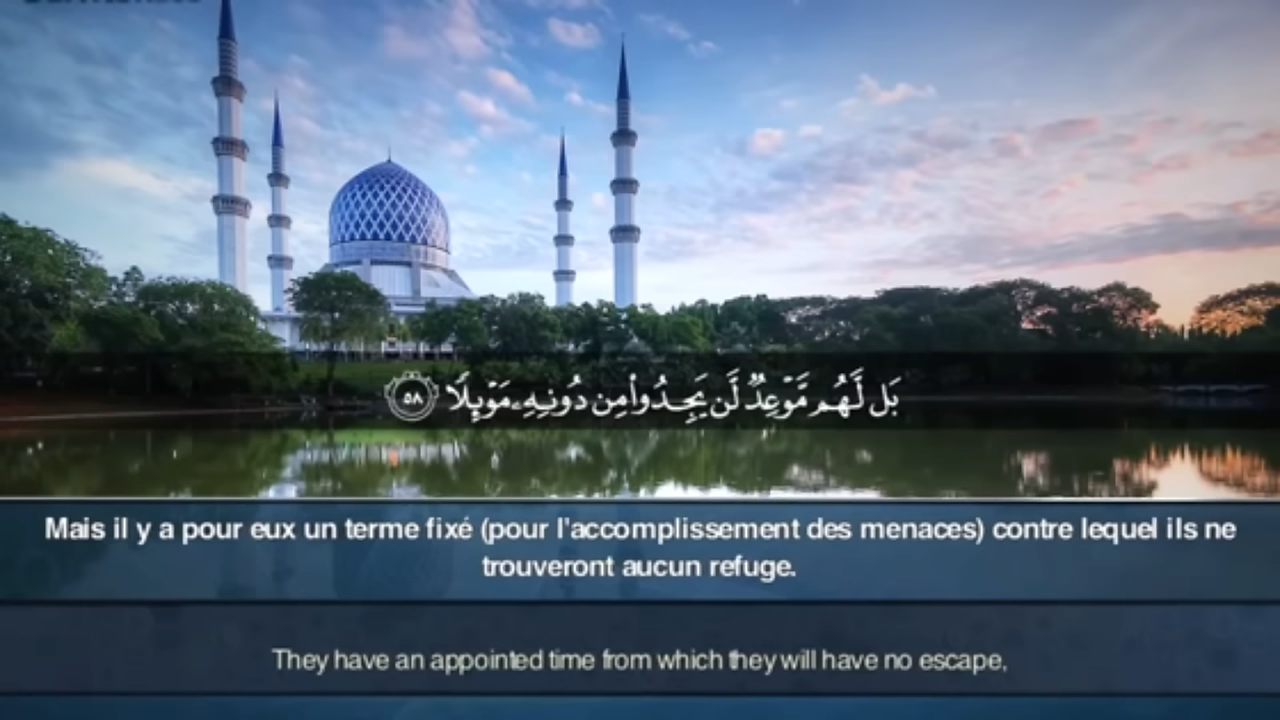 بَل لَّهُم مَّوْعِدٌ لَّن يَجِدُوا۟ مِن دُونِهِۦ مَوْئِلًا ٥٨
Mais il y a pour eux un terme fixé (pour l'accomplissement des menaces) contre lequel ils ne
trouveront aucun refuge.
They have an appointed time from which they will have no escape,